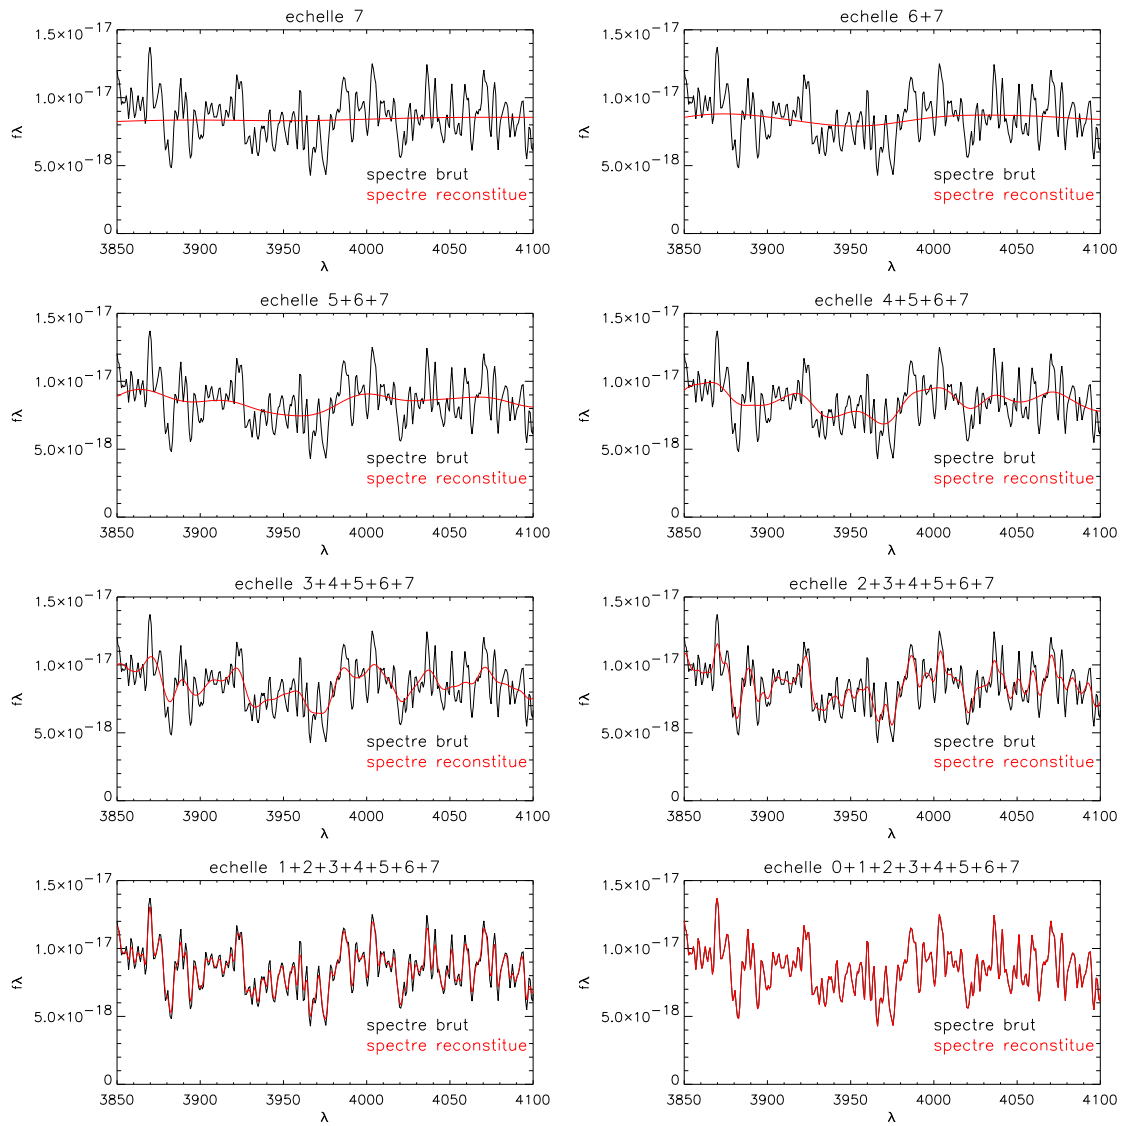 echelle 7
1.5×10⁻¹⁷
1.0×10⁻¹⁷
5.0×10⁻¹⁸
0
fλ
spectre brut
spectre reconstitue
3850 3900 3950 4000 4050 4100
λ
echelle 6+7
1.5×10⁻¹⁷
1.0×10⁻¹⁷
5.0×10⁻¹⁸
0
fλ
spectre brut
spectre reconstitue
3850 3900 3950 4000 4050 4100
λ
echelle 5+6+7
1.5×10⁻¹⁷
1.0×10⁻¹⁷
5.0×10⁻¹⁸
0
fλ
spectre brut
spectre reconstitue
3850 3900 3950 4000 4050 4100
λ
echelle 4+5+6+7
1.5×10⁻¹⁷
1.0×10⁻¹⁷
5.0×10⁻¹⁸
0
fλ
spectre brut
spectre reconstitue
3850 3900 3950 4000 4050 4100
λ
echelle 3+4+5+6+7
1.5×10⁻¹⁷
1.0×10⁻¹⁷
5.0×10⁻¹⁸
0
fλ
spectre brut
spectre reconstitue
3850 3900 3950 4000 4050 4100
λ
echelle 2+3+4+5+6+7
1.5×10⁻¹⁷
1.0×10⁻¹⁷
5.0×10⁻¹⁸
0
fλ
spectre brut
spectre reconstitue
3850 3900 3950 4000 4050 4100
λ
echelle 1+2+3+4+5+6+7
1.5×10⁻¹⁷
1.0×10⁻¹⁷
5.0×10⁻¹⁸
0
fλ
spectre brut
spectre reconstitue
3850 3900 3950 4000 4050 4100
λ
echelle 0+1+2+3+4+5+6+7
1.5×10⁻¹⁷
1.0×10⁻¹⁷
5.0×10⁻¹⁸
0
fλ
spectre brut
spectre reconstitue
3850 3900 3950 4000 4050 4100
λ